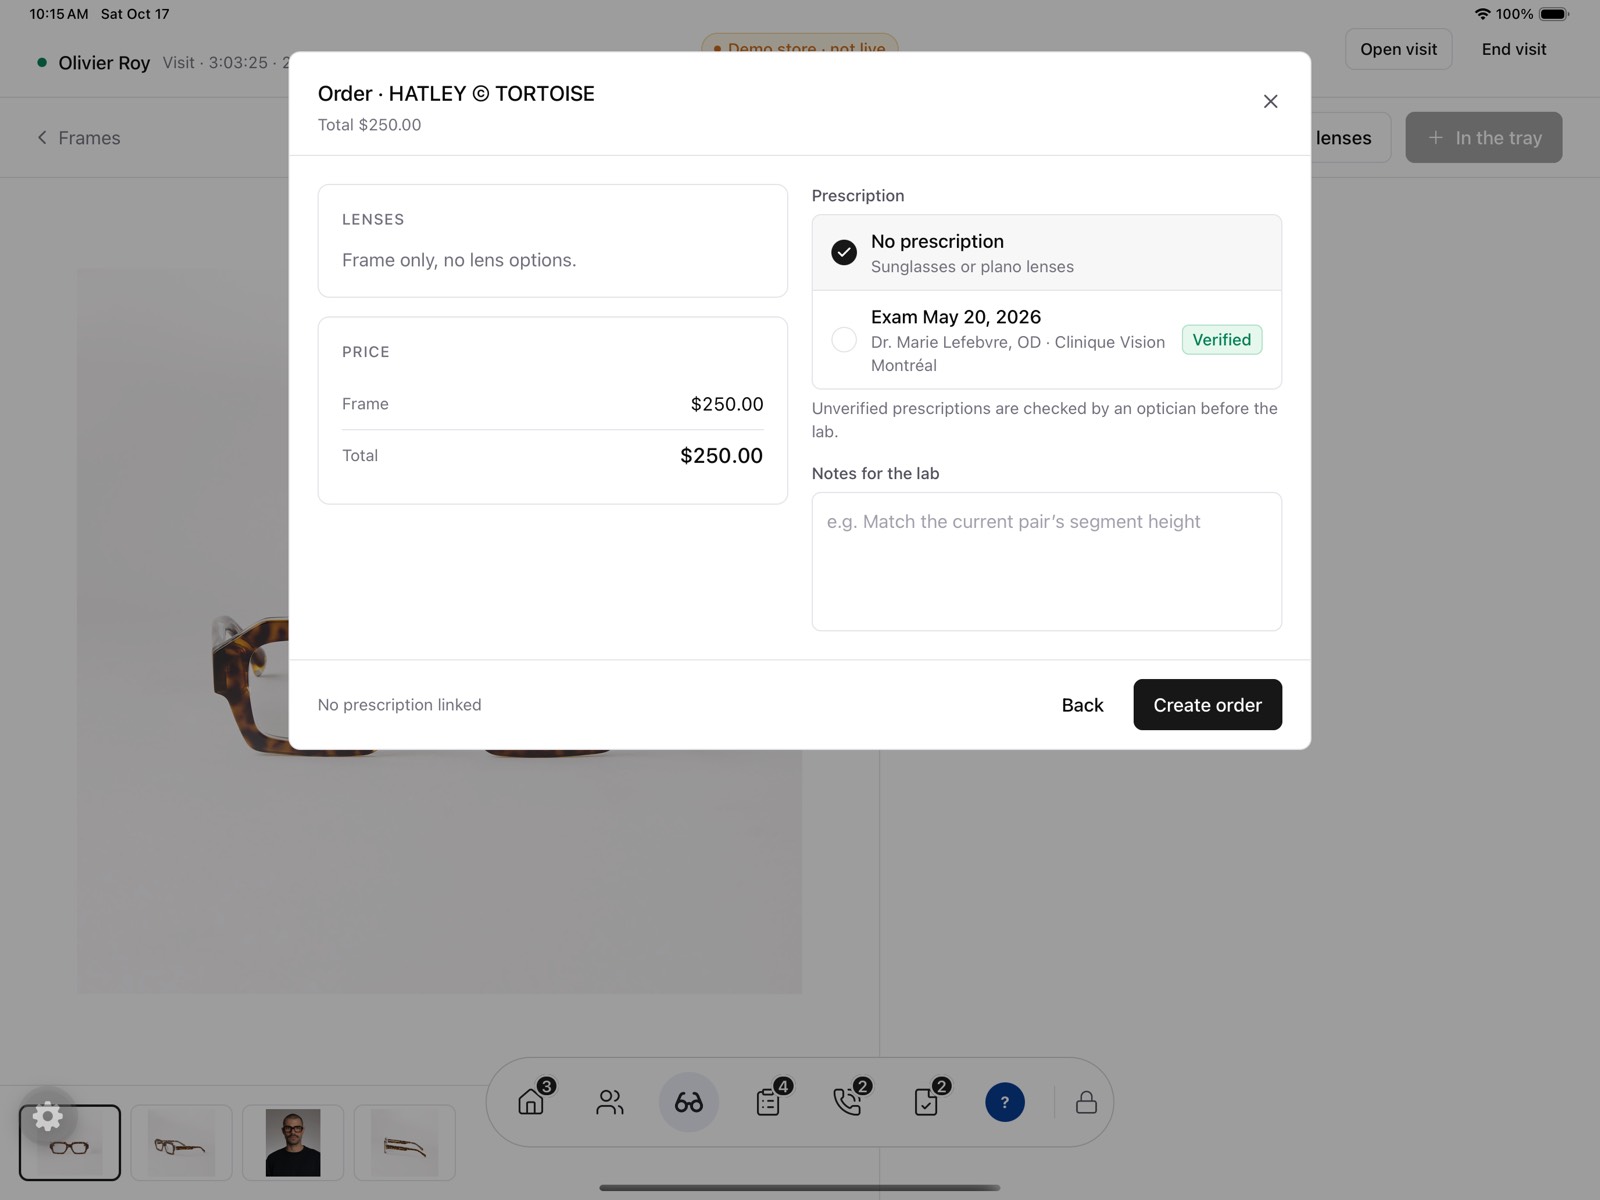 10:15 AM Sat Oct 17
100%
Olivier Roy Visit · 3:03:25 · 2
Demo store · not live
Open visit
End visit
Frames
lenses
+ In the tray
Order · HATLEY © TORTOISE
Total $250.00
LENSES
Frame only, no lens options.
PRICE
Frame $250.00
Total $250.00
Prescription
No prescription
Sunglasses or plano lenses
Exam May 20, 2026
Dr. Marie Lefebvre, OD · Clinique Vision
Montréal
Verified
Unverified prescriptions are checked by an optician before the
lab.
Notes for the lab
e.g. Match the current pair’s segment height
No prescription linked
Back
Create order
3
4
2
2
?